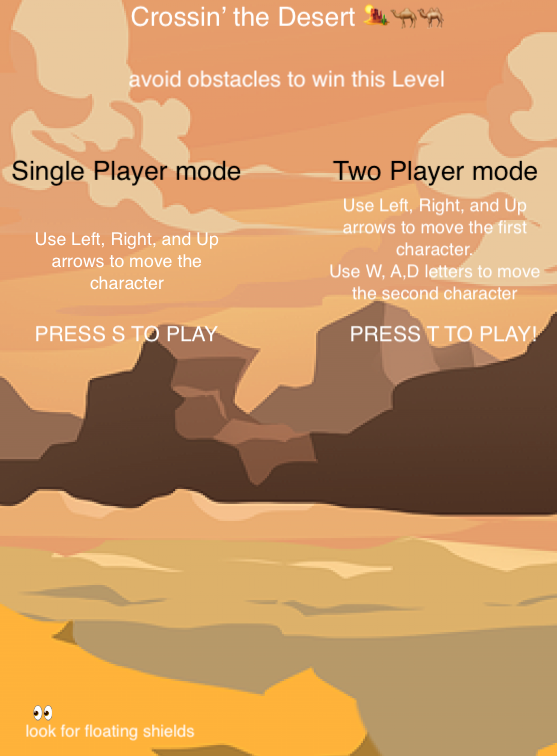 Crossin' the Desert 🏜️🐪🐫
avoid obstacles to win this Level
Single Player mode
Use Left, Right, and Up
arrows to move the
character
PRESS S TO PLAY
Two Player mode
Use Left, Right, and Up
arrows to move the first
character.
Use W, A,D letters to move
the second character
PRESS T TO PLAY!
👀
look for floating shields